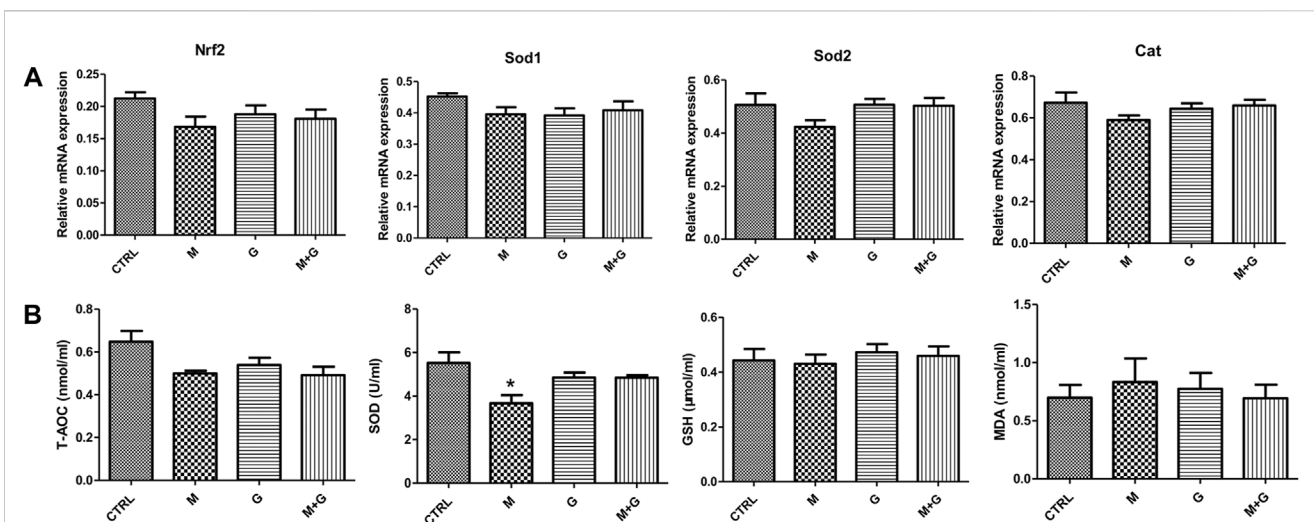 A
Nrf2
Relative mRNA expression
0.25
0.20
0.15
0.10
0.05
0.00
CTRL
M
G
M+G
Sod1
Relative mRNA expression
0.5
0.4
0.3
0.2
0.1
0.0
CTRL
M
G
M+G
Sod2
Relative mRNA expression
0.6
0.4
0.2
0.0
CTRL
M
G
M+G
Cat
Relative mRNA expression
0.8
0.6
0.4
0.2
0.0
CTRL
M
G
M+G
B
T-AOC (nmol/ml)
0.8
0.6
0.4
0.2
0.0
CTRL
M
G
M+G
SOD (U/ml)
8
6
4
2
0
*
CTRL
M
G
M+G
GSH (μmol/ml)
0.6
0.4
0.2
0.0
CTRL
M
G
M+G
MDA (nmol/ml)
1.5
1.0
0.5
0.0
CTRL
M
G
M+G